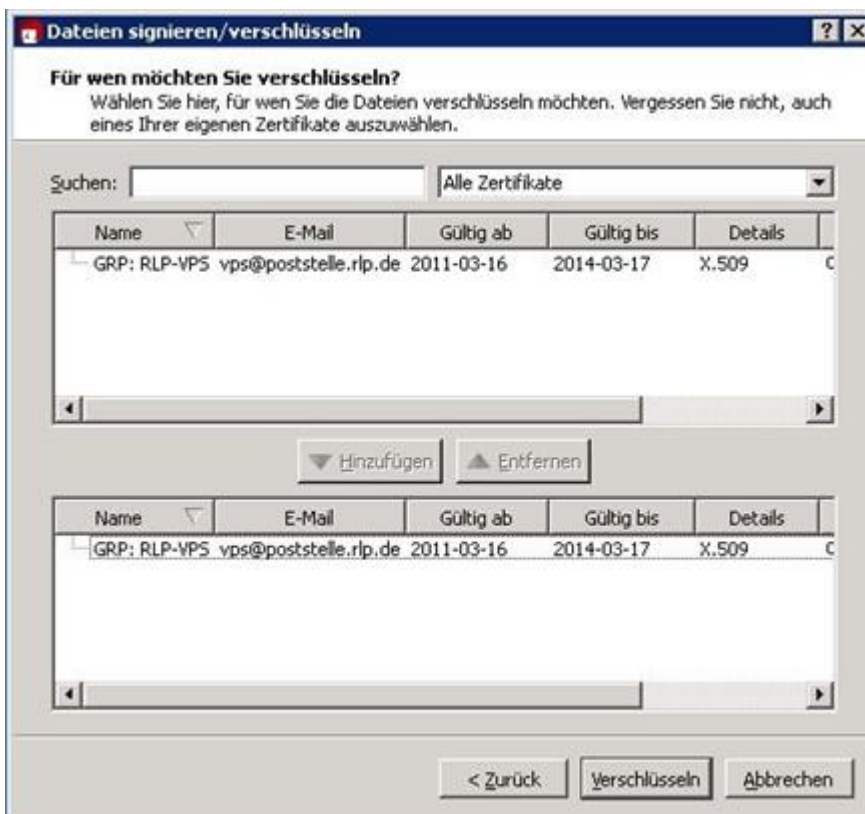 Dateien signieren/verschlüsseln
Für wen möchten Sie verschlüsseln?
Wählen Sie hier, für wen Sie die Dateien verschlüsseln möchten. Vergessen Sie nicht, auch
eines Ihrer eigenen Zertifikate auszuwählen.
Suchen: Alle Zertifikate
Name E-Mail Gültig ab Gültig bis Details
GRP: RLP-VPS vps@poststelle.rlp.de 2011-03-16 2014-03-17 X.509
Hinzufügen Entfernen
Name E-Mail Gültig ab Gültig bis Details
GRP: RLP-VPS vps@poststelle.rlp.de 2011-03-16 2014-03-17 X.509
< Zurück Verschlüsseln Abbrechen